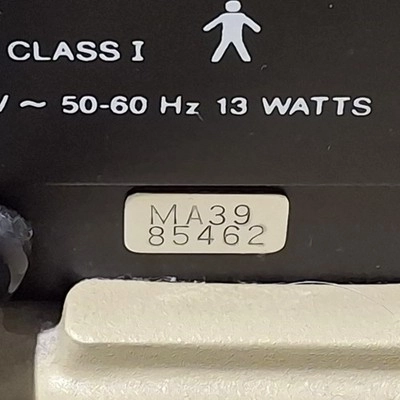 CLASS I
V ~ 50-60 Hz 13 WATTS
MA39
85462